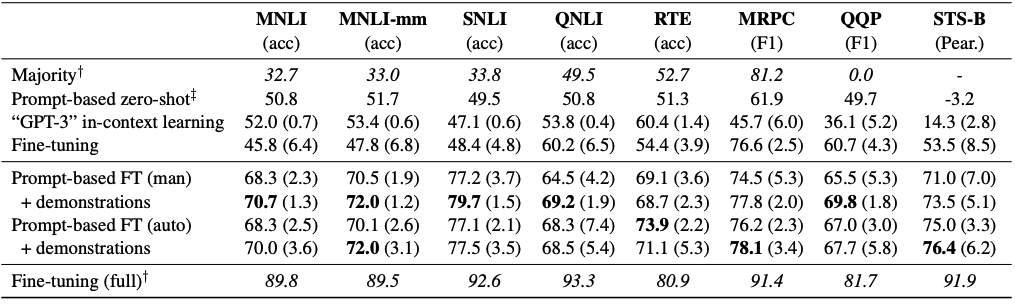 MNLI MNLI-mm SNLI QNLI RTE MRPC QQP STS-B
(acc) (acc) (acc) (acc) (acc) (F1) (F1) (Pear.)
Majority† 32.7 33.0 33.8 49.5 52.7 81.2 0.0 -
Prompt-based zero-shot‡ 50.8 51.7 49.5 50.8 51.3 61.9 49.7 -3.2
“GPT-3” in-context learning 52.0 (0.7) 53.4 (0.6) 47.1 (0.6) 53.8 (0.4) 60.4 (1.4) 45.7 (6.0) 36.1 (5.2) 14.3 (2.8)
Fine-tuning 45.8 (6.4) 47.8 (6.8) 48.4 (4.8) 60.2 (6.5) 54.4 (3.9) 76.6 (2.5) 60.7 (4.3) 53.5 (8.5)
Prompt-based FT (man) 68.3 (2.3) 70.5 (1.9) 77.2 (3.7) 64.5 (4.2) 69.1 (3.6) 74.5 (5.3) 65.5 (5.3) 71.0 (7.0)
+ demonstrations 70.7 (1.3) 72.0 (1.2) 79.7 (1.5) 69.2 (1.9) 68.7 (2.3) 77.8 (2.0) 69.8 (1.8) 73.5 (5.1)
Prompt-based FT (auto) 68.3 (2.5) 70.1 (2.6) 77.1 (2.1) 68.3 (7.4) 73.9 (2.2) 76.2 (2.3) 67.0 (3.0) 75.0 (3.3)
+ demonstrations 70.0 (3.6) 72.0 (3.1) 77.5 (3.5) 68.5 (5.4) 71.1 (5.3) 78.1 (3.4) 67.7 (5.8) 76.4 (6.2)
Fine-tuning (full)† 89.8 89.5 92.6 93.3 80.9 91.4 81.7 91.9